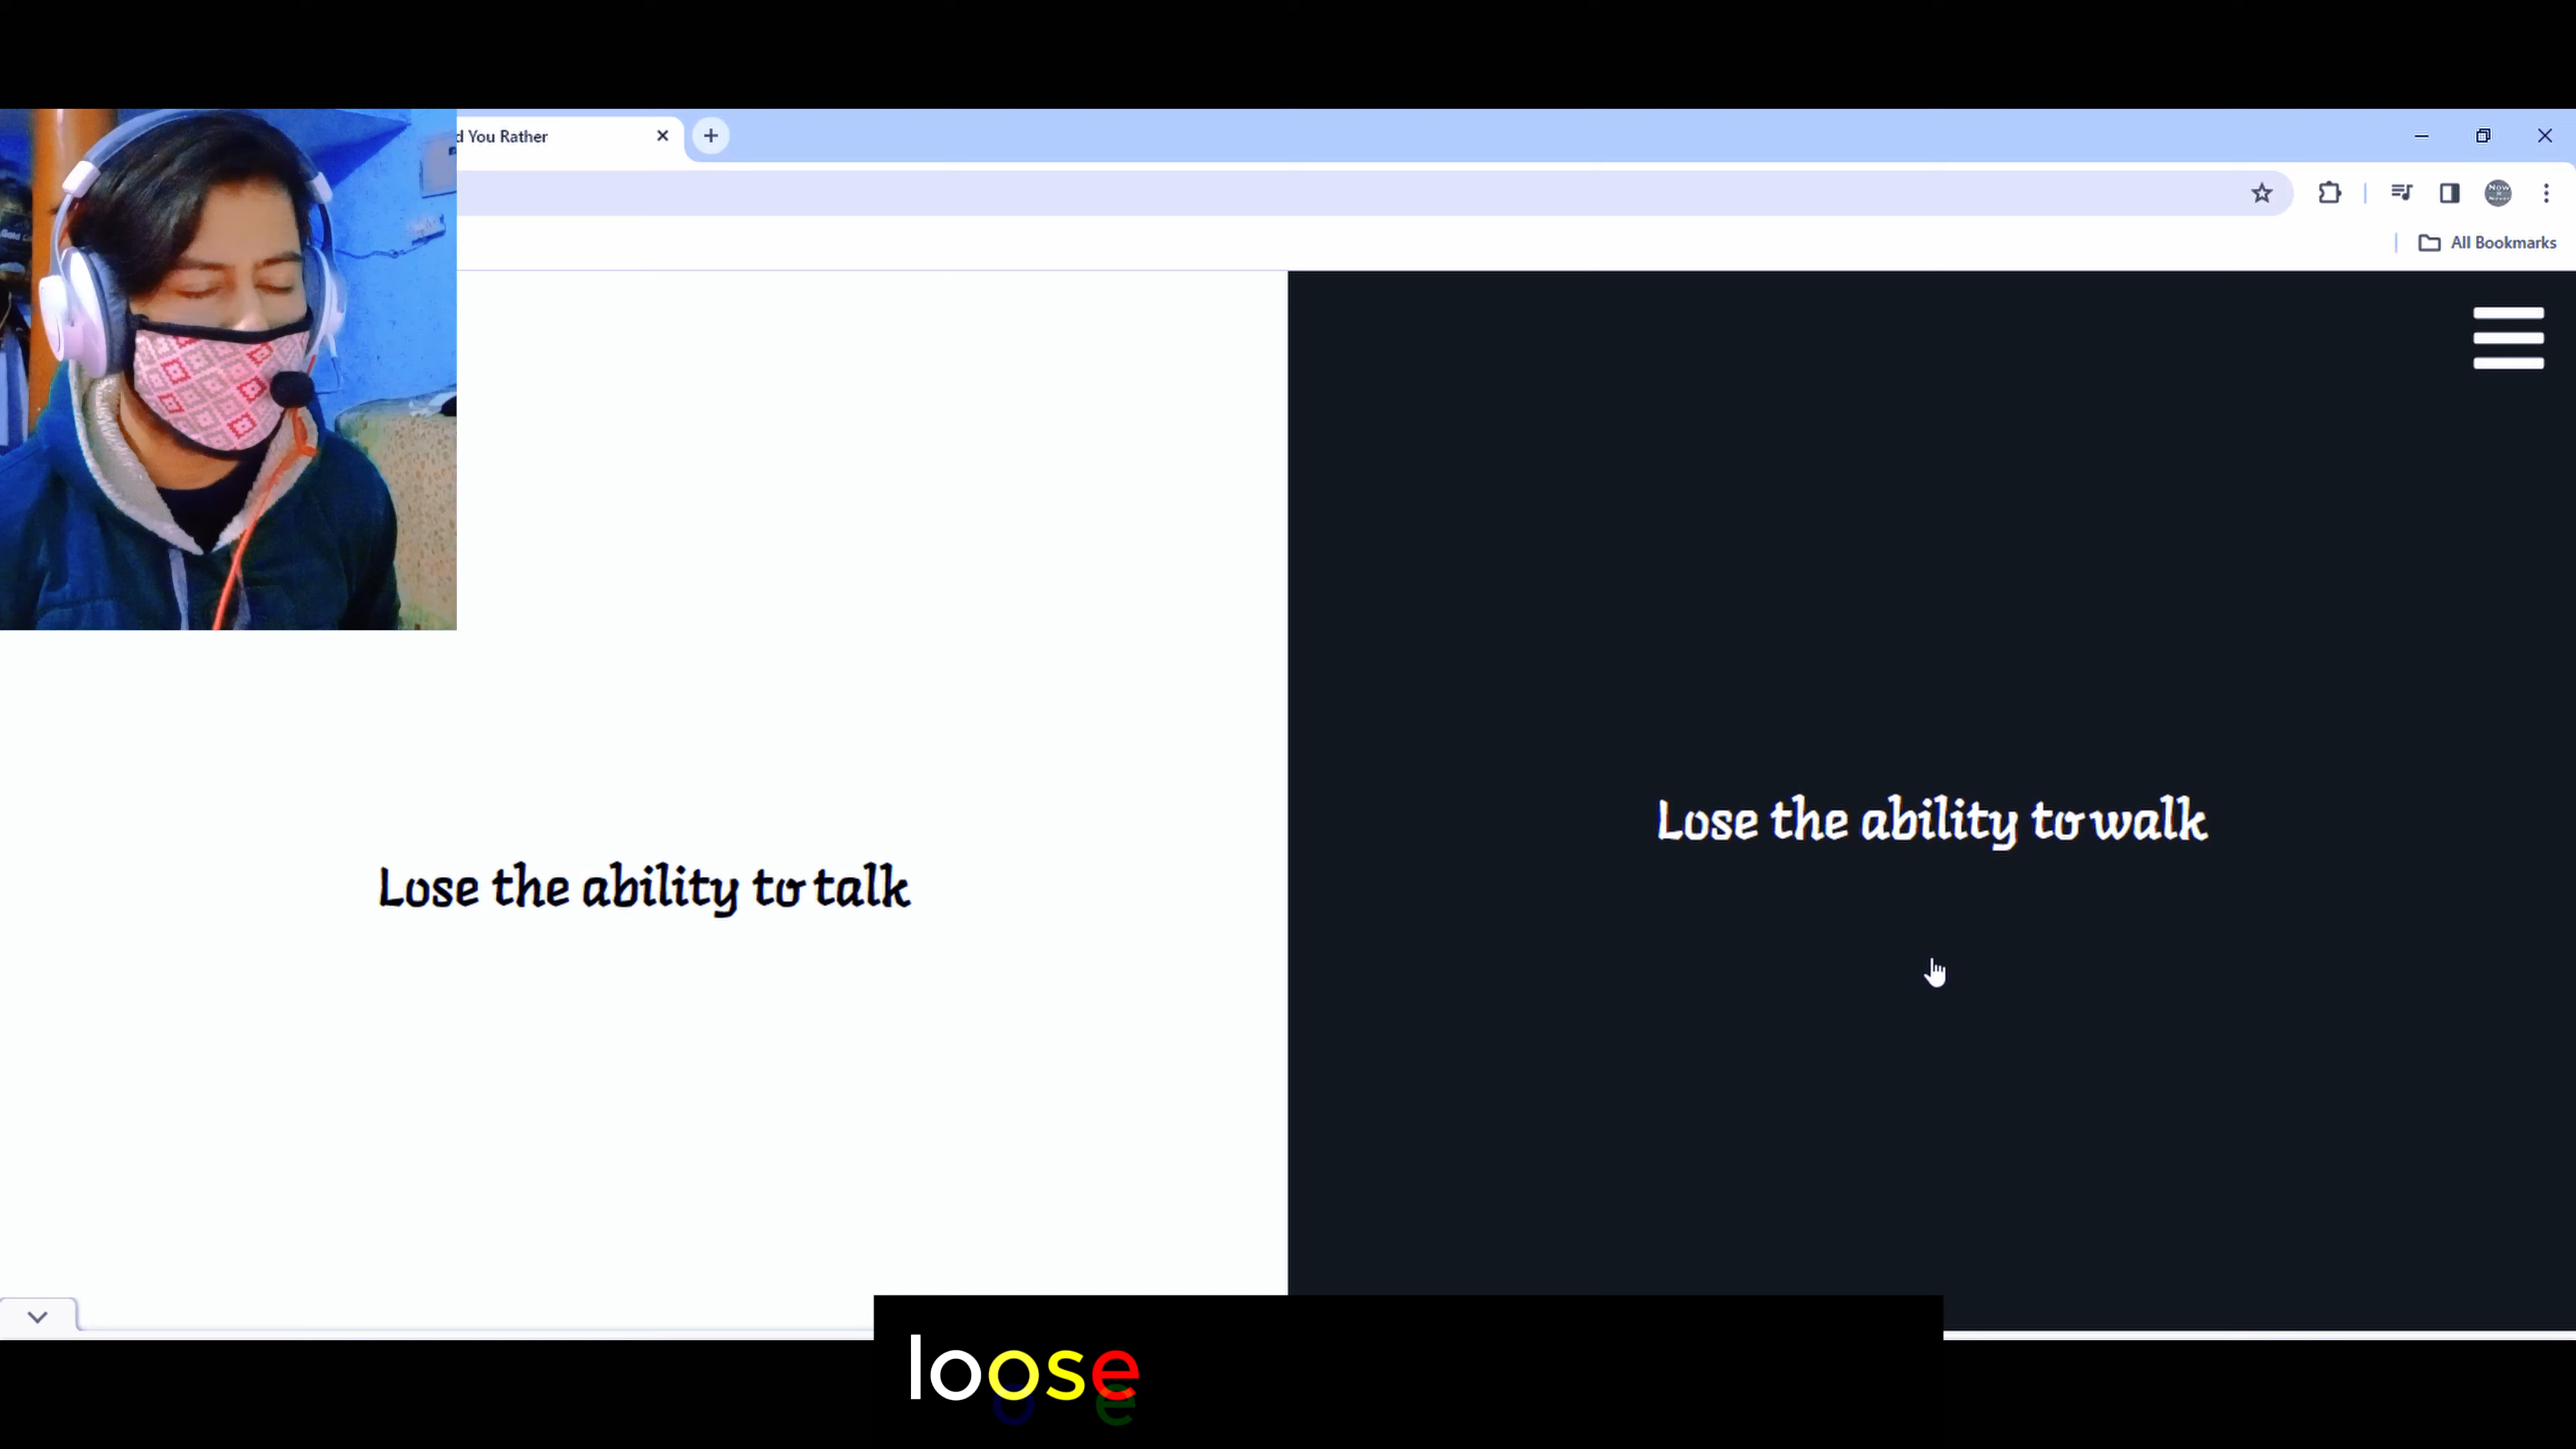 d You Rather
All Bookmarks
Lose the ability to talk
Lose the ability to walk
loose